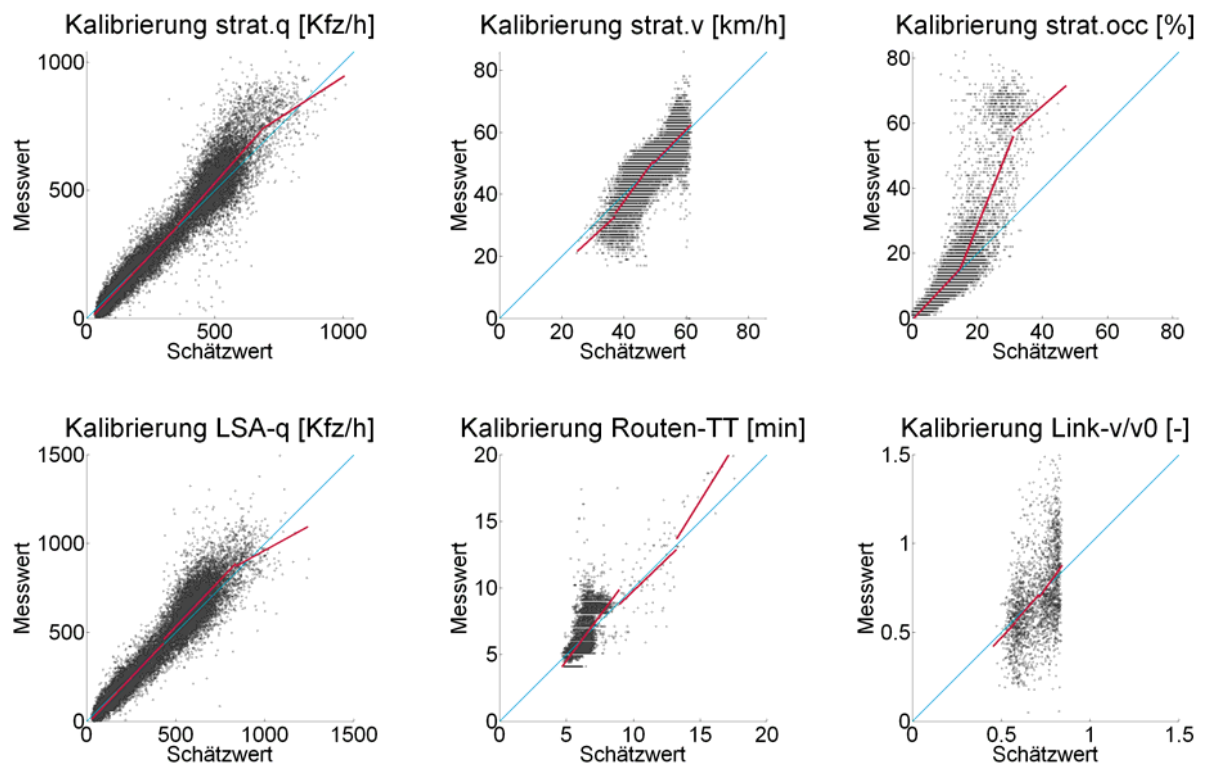 Kalibrierung strat.q [Kfz/h]
1000
500
0
Messwert
0 500 1000
Schätzwert
Kalibrierung strat.v [km/h]
80
60
40
20
0
Messwert
0 20 40 60 80
Schätzwert
Kalibrierung strat.occ [%]
80
60
40
20
0
Messwert
0 20 40 60 80
Schätzwert
Kalibrierung LSA-q [Kfz/h]
1500
1000
500
0
Messwert
0 500 1000 1500
Schätzwert
Kalibrierung Routen-TT [min]
20
15
10
5
0
Messwert
0 5 10 15 20
Schätzwert
Kalibrierung Link-v/v0 [-]
1.5
1
0.5
0
Messwert
0 0.5 1 1.5
Schätzwert